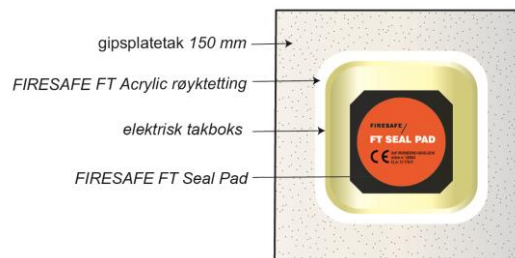 gipsplatetak 150 mm
FIRESAFE FT Acrylic røyktetting
elektrisk takboks
FIRESAFE FT Seal Pad
FIRESAFE
FT SEAL PAD
CE